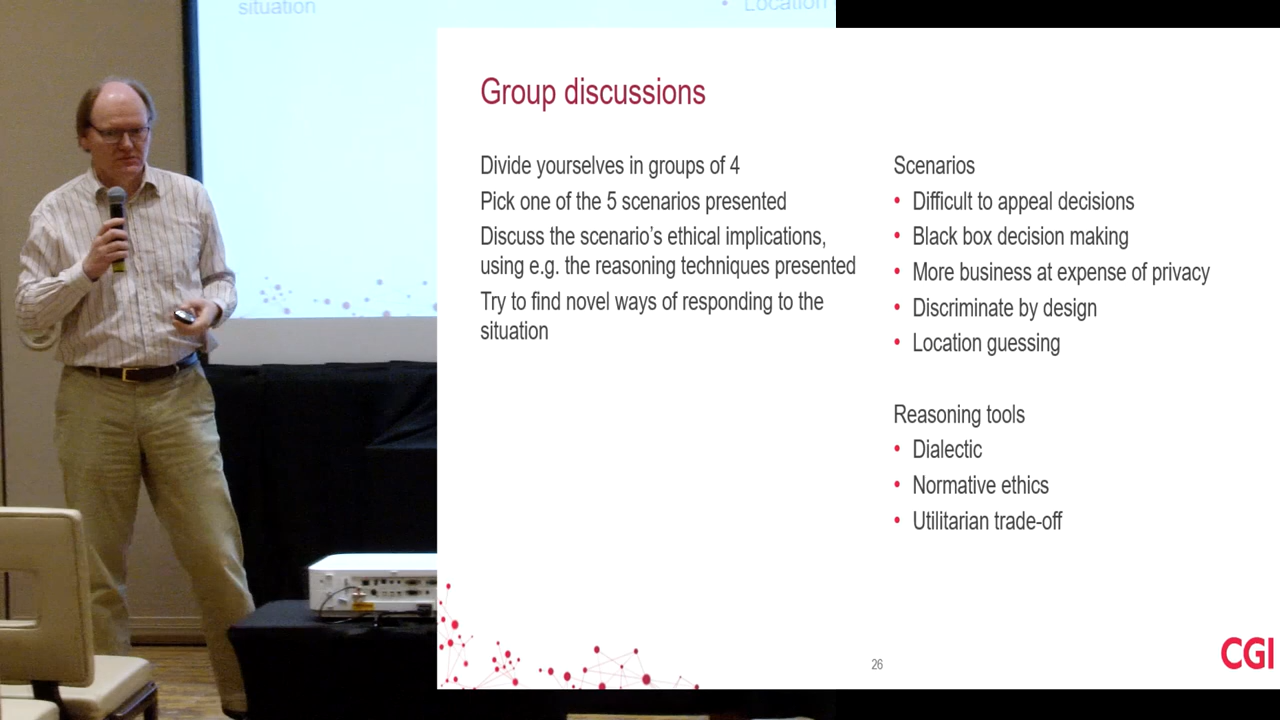 situation
• Location
Group discussions
Divide yourselves in groups of 4
Pick one of the 5 scenarios presented
Discuss the scenario's ethical implications,
using e.g. the reasoning techniques presented
Try to find novel ways of responding to the
situation
Scenarios
• Difficult to appeal decisions
• Black box decision making
• More business at expense of privacy
• Discriminate by design
• Location guessing
Reasoning tools
• Dialectic
• Normative ethics
• Utilitarian trade-off
26
CGI